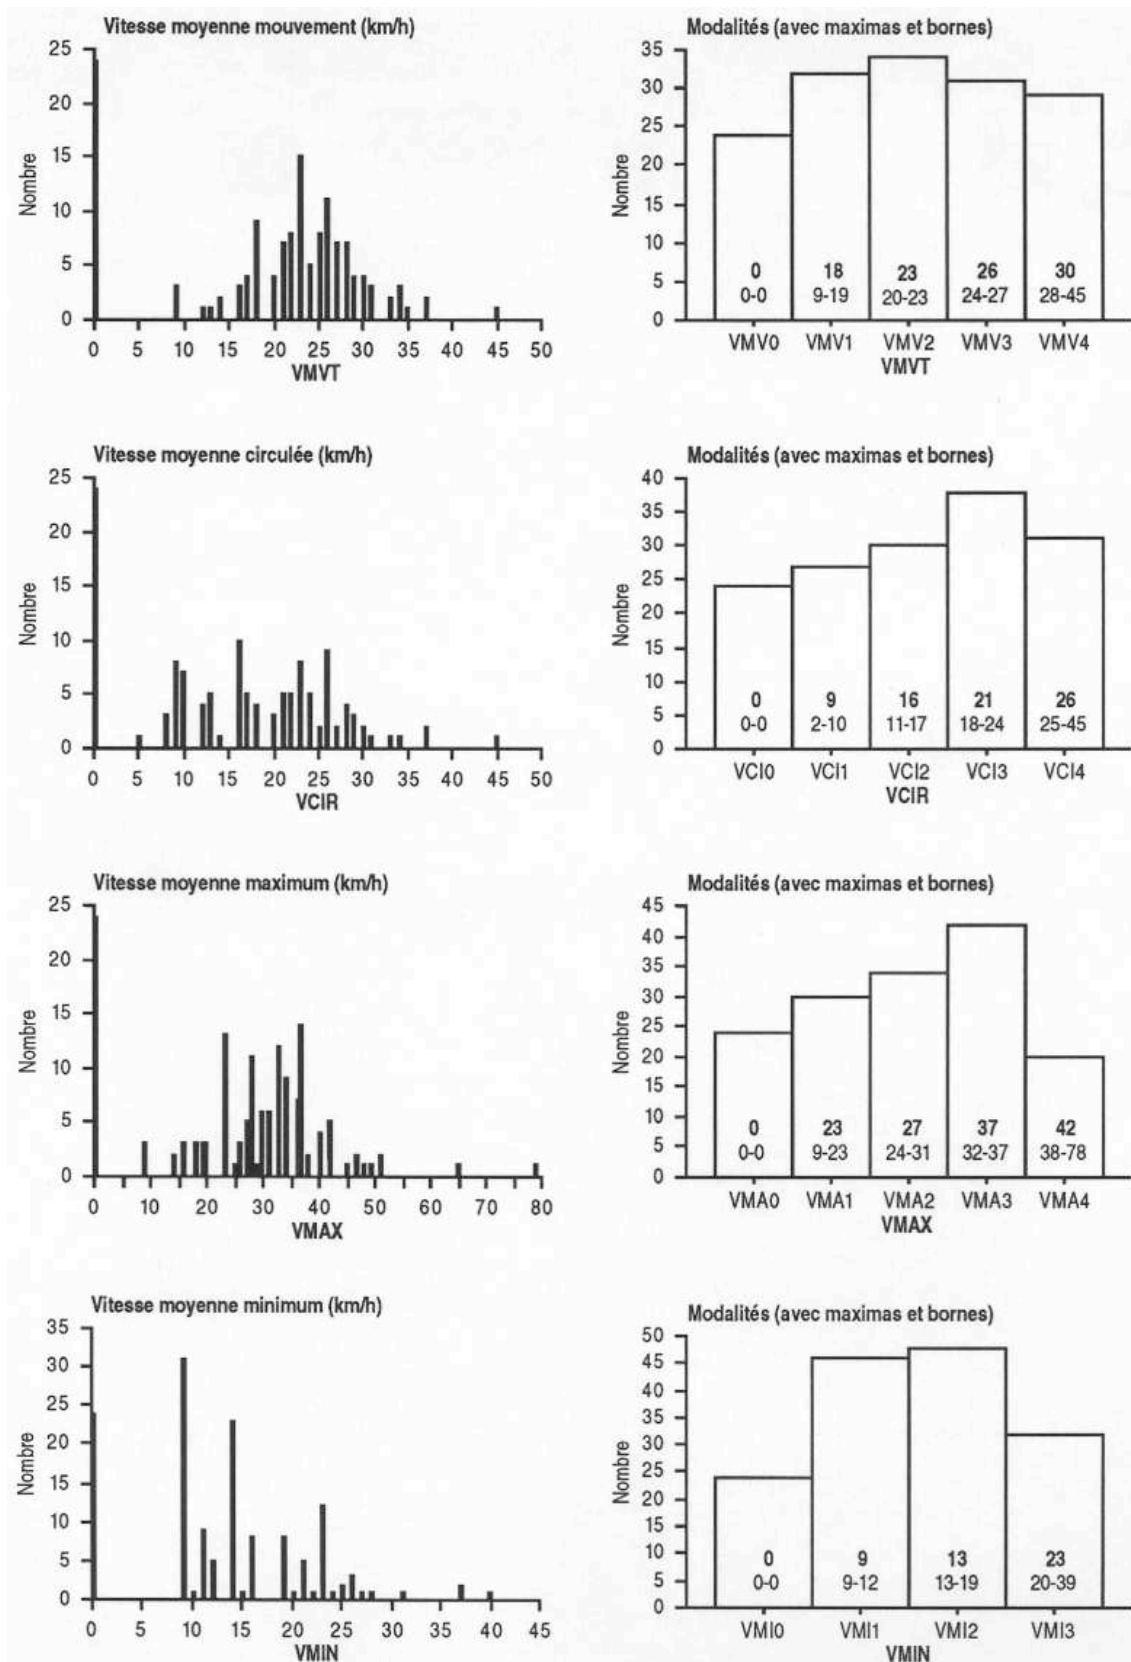 Vitesse moyenne mouvement (km/h)
25
20
15
10
5
0
Nombre
0 5 10 15 20 25 30 35 40 45 50
VMVT
Modalités (avec maximas et bornes)
35
30
25
20
15
10
5
0
Nombre
0 18 23 26 30
0-0 9-19 20-23 24-27 28-45
VMV0 VMV1 VMV2 VMV3 VMV4
VMVT
Vitesse moyenne circulée (km/h)
25
20
15
10
5
0
Nombre
0 5 10 15 20 25 30 35 40 45 50
VCIR
Modalités (avec maximas et bornes)
40
35
30
25
20
15
10
5
0
Nombre
0 9 16 21 26
0-0 2-10 11-17 18-24 25-45
VCI0 VCI1 VCI2 VCI3 VCI4
VCIR
Vitesse moyenne maximum (km/h)
25
20
15
10
5
0
Nombre
0 10 20 30 40 50 60 70 80
VMAX
Modalités (avec maximas et bornes)
45
40
35
30
25
20
15
10
5
0
Nombre
0 23 27 37 42
0-0 9-23 24-31 32-37 38-78
VMA0 VMA1 VMA2 VMA3 VMA4
VMAX
Vitesse moyenne minimum (km/h)
35
30
25
20
15
10
5
0
Nombre
0 5 10 15 20 25 30 35 40 45
VMIN
Modalités (avec maximas et bornes)
50
45
40
35
30
25
20
15
10
5
0
Nombre
0 9 13 23
0-0 9-12 13-19 20-39
VMI0 VMI1 VMI2 VMI3
VMIN